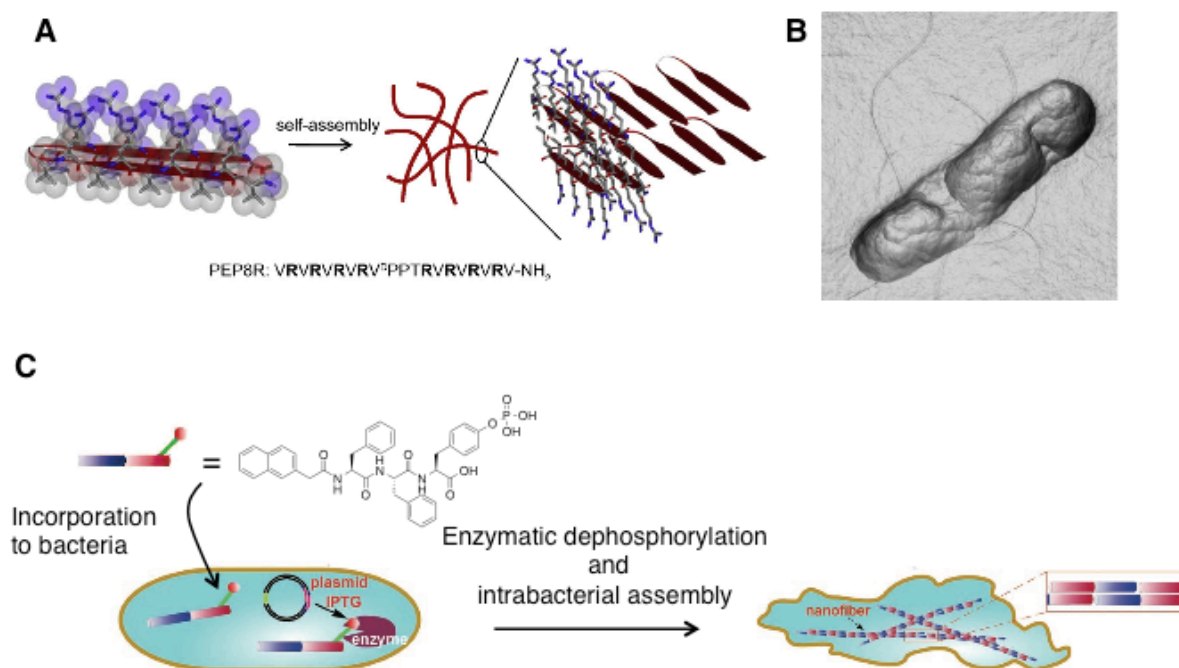 A
B
self-assembly
PEP8R: VRVRVRVRVᴰPPTRVRVRVRV-NH₂
C
=
O
O
P
OH
OH
O
N
H
O
H
N
O
N
H
O
OH
Incorporation
to bacteria
plasmid
IPTG
enzyme
Enzymatic dephosphorylation
and
intrabacterial assembly
nanofiber